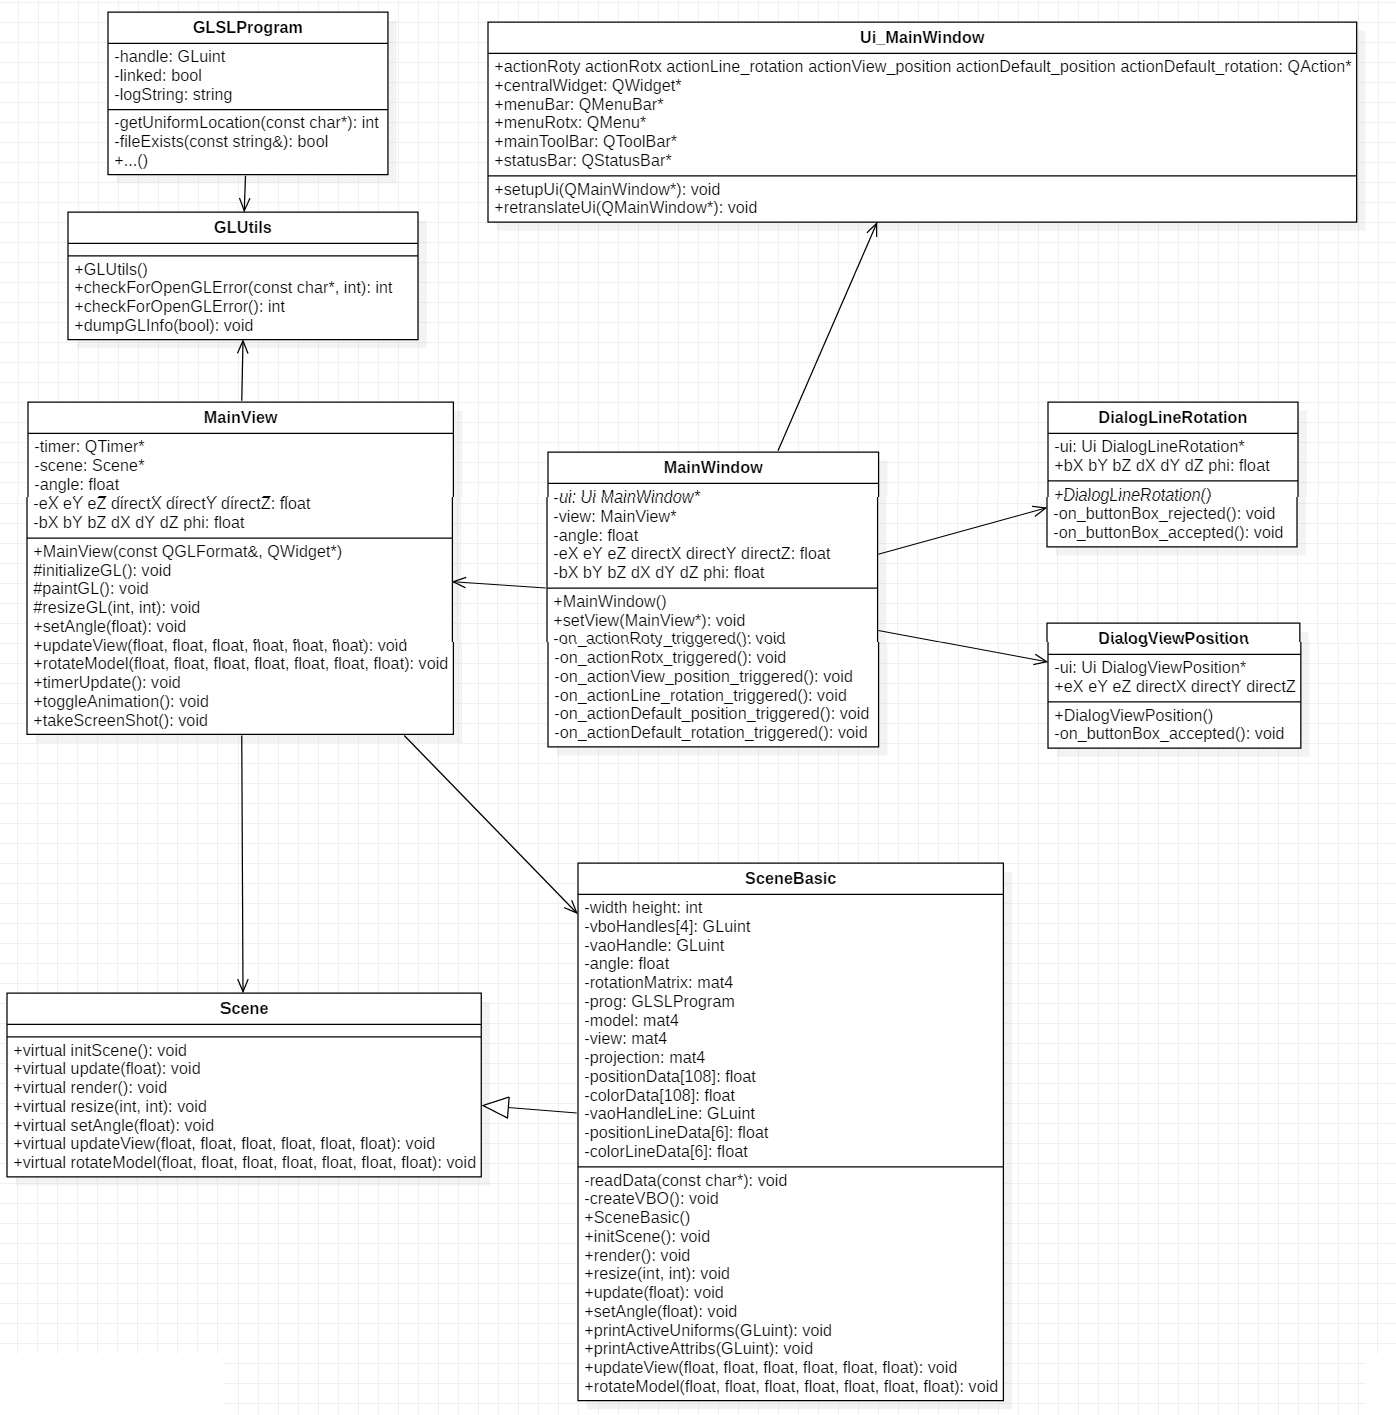 GLSLProgram
-handle: GLuint
-linked: bool
-logString: string
-getUniformLocation(const char*): int
-fileExists(const string&): bool
+...()
Ui_MainWindow
+actionRoty actionRotx actionLine_rotation actionView_position actionDefault_position actionDefault_rotation: QAction*
+centralWidget: QWidget*
+menuBar: QMenuBar*
+menuRotx: QMenu*
+mainToolBar: QToolBar*
+statusBar: QStatusBar*
+setupUi(QMainWindow*): void
+retranslateUi(QMainWindow*): void
GLUtils
+GLUtils()
+checkForOpenGLError(const char*, int): int
+checkForOpenGLError(): int
+dumpGLInfo(bool): void
MainView
-timer: QTimer*
-scene: Scene*
-angle: float
-eX eY eZ directX directY directZ: float
-bX bY bZ dX dY dZ phi: float
+MainView(const QGLFormat&, QWidget*)
#initializeGL(): void
#paintGL(): void
#resizeGL(int, int): void
+setAngle(float): void
+updateView(float, float, float, float, float, float): void
+rotateModel(float, float, float, float, float, float, float): void
+timerUpdate(): void
+toggleAnimation(): void
+takeScreenShot(): void
MainWindow
-ui: Ui MainWindow*
-view: MainView*
-angle: float
-eX eY eZ directX directY directZ: float
-bX bY bZ dX dY dZ phi: float
+MainWindow()
+setView(MainView*): void
-on_actionRoty_triggered(): void
-on_actionRotx_triggered(): void
-on_actionView_position_triggered(): void
-on_actionLine_rotation_triggered(): void
-on_actionDefault_position_triggered(): void
-on_actionDefault_rotation_triggered(): void
DialogLineRotation
-ui: Ui DialogLineRotation*
+bX bY bZ dX dY dZ phi: float
+DialogLineRotation()
-on_buttonBox_rejected(): void
-on_buttonBox_accepted(): void
DialogViewPosition
-ui: Ui DialogViewPosition*
+eX eY eZ directX directY directZ
+DialogViewPosition()
-on_buttonBox_accepted(): void
Scene
+virtual initScene(): void
+virtual update(float): void
+virtual render(): void
+virtual resize(int, int): void
+virtual setAngle(float): void
+virtual updateView(float, float, float, float, float, float): void
+virtual rotateModel(float, float, float, float, float, float, float): void
SceneBasic
-width height: int
-vboHandles[4]: GLuint
-vaoHandle: GLuint
-angle: float
-rotationMatrix: mat4
-prog: GLSLProgram
-model: mat4
-view: mat4
-projection: mat4
-positionData[108]: float
-colorData[108]: float
-vaoHandleLine: GLuint
-positionLineData[6]: float
-colorLineData[6]: float
-readData(const char*): void
-createVBO(): void
+SceneBasic()
+initScene(): void
+render(): void
+resize(int, int): void
+update(float): void
+setAngle(float): void
+printActiveUniforms(GLuint): void
+printActiveAttribs(GLuint): void
+updateView(float, float, float, float, float, float): void
+rotateModel(float, float, float, float, float, float, float): void